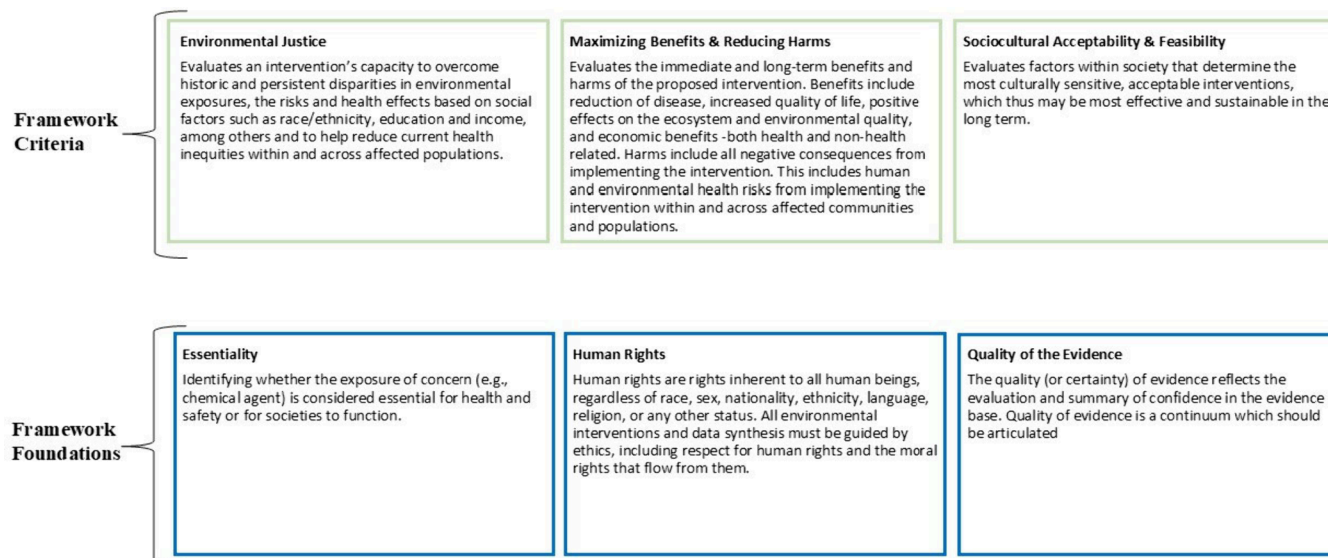 Framework
Criteria
Environmental Justice
Evaluates an intervention's capacity to overcome
historic and persistent disparities in environmental
exposures, the risks and health effects based on social
factors such as race/ethnicity, education and income,
among others and to help reduce current health
inequities within and across affected populations.
Maximizing Benefits & Reducing Harms
Evaluates the immediate and long-term benefits and
harms of the proposed intervention. Benefits include
reduction of disease, increased quality of life, positive
effects on the ecosystem and environmental quality,
and economic benefits -both health and non-health
related. Harms include all negative consequences from
implementing the intervention. This includes human
and environmental health risks from implementing the
intervention within and across affected communities
and populations.
Sociocultural Acceptability & Feasibility
Evaluates factors within society that determine the
most culturally sensitive, acceptable interventions,
which thus may be most effective and sustainable in the
long term.
Framework
Foundations
Essentiality
Identifying whether the exposure of concern (e.g.,
chemical agent) is considered essential for health and
safety or for societies to function.
Human Rights
Human rights are rights inherent to all human beings,
regardless of race, sex, nationality, ethnicity, language,
religion, or any other status. All environmental
interventions and data synthesis must be guided by
ethics, including respect for human rights and the moral
rights that flow from them.
Quality of the Evidence
The quality (or certainty) of evidence reflects the
evaluation and summary of confidence in the evidence
base. Quality of evidence is a continuum which should
be articulated